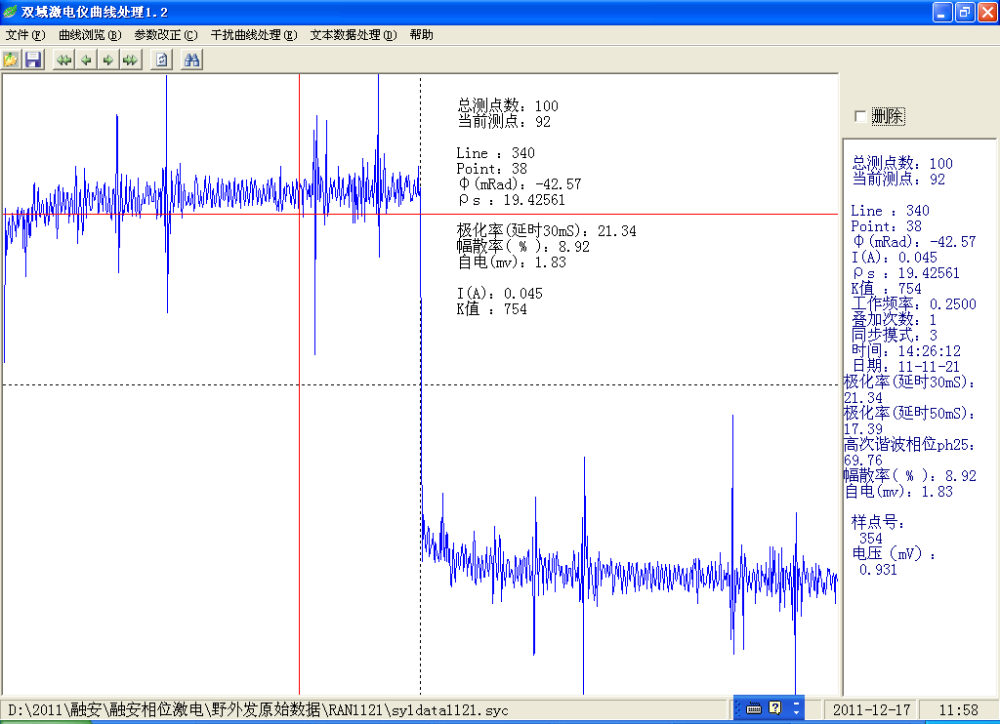 双域激电仪曲线处理1.2
文件(F) 曲线浏览(B) 参数改正(C) 干扰曲线处理(E) 文本数据处理(D) 帮助
总测点数: 100
当前测点: 92
Line : 340
Point: 38
Φ(mRad): -42.57
ρs : 19.42561
极化率(延时30mS): 21.34
幅散率( % ): 8.92
自电(mv): 1.83
I(A): 0.045
K值 : 754
删除
总测点数: 100
当前测点: 92
Line : 340
Point: 38
Φ(mRad): -42.57
I(A): 0.045
ρs : 19.42561
K值 : 754
工作频率: 0.2500
叠加次数: 1
同步摸式: 3
时间: 14:26:12
日期: 11-11-21
极化率(延时30mS):
21.34
极化率(延时50mS):
17.39
高次谐波相位ph25:
69.76
幅散率( % ): 8.92
自电(mv): 1.83
样点号:
354
电压（mV）:
0.931
D:\2011\融安\融安相位激电\野外发原始数据\RAN1121\syldata1121.syc
2011-12-17
11:58